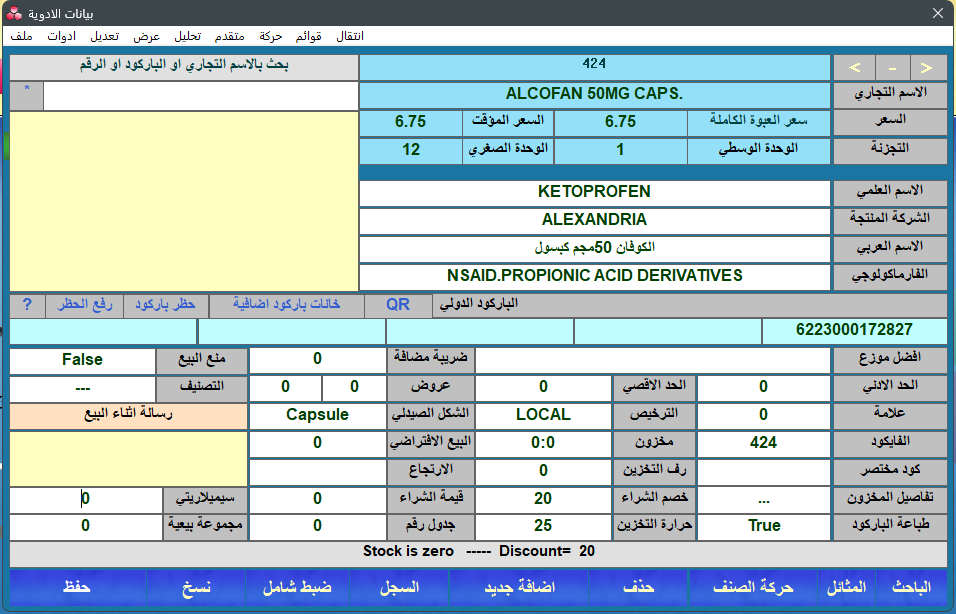 بيانات الادوية
ملف ادوات تعديل عرض تحليل متقدم حركة قوائم انتقال
< - > 424 بحث بالاسم التجاري او الباركود او الرقم
الاسم التجاري ALCOFAN 50MG CAPS. *
السعر سعر العبوة الكاملة 6.75 السعر المؤقت 6.75
التجزئة الوحدة الوسطي 1 الوحدة الصغري 12
الاسم العلمي KETOPROFEN
الشركة المنتجة ALEXANDRIA
الاسم العربي الكوفان 50مجم كبسول
الفارماكولوجي NSAID.PROPIONIC ACID DERIVATIVES
الباركود الدولي QR خانات باركود اضافية حظر باركود رفع الحظر ?
6223000172827
افضل موزع ضريبة مضافة 0 منع البيع False
الحد الادني 0 الحد الاقصي 0 عروض 0 0 التصنيف ---
علامة 0 الترخيص LOCAL الشكل الصيدلي Capsule رسالة اثناء البيع
الفايكود 424 مخزون 0:0 البيع الافتراضي 0
كود مختصر رف التخزين 0 الارتجاع
تفاصيل المخزون ... خصم الشراء 20 قيمة الشراء 0 سيميلاريتي 0
طباعة الباركود True حرارة التخزين 25 جدول رقم 0 مجموعة بيعية 0
Stock is zero ----- Discount= 20
الباحث المثائل حركة الصنف حذف اضافة جديد السجل ضبط شامل نسخ حفظ